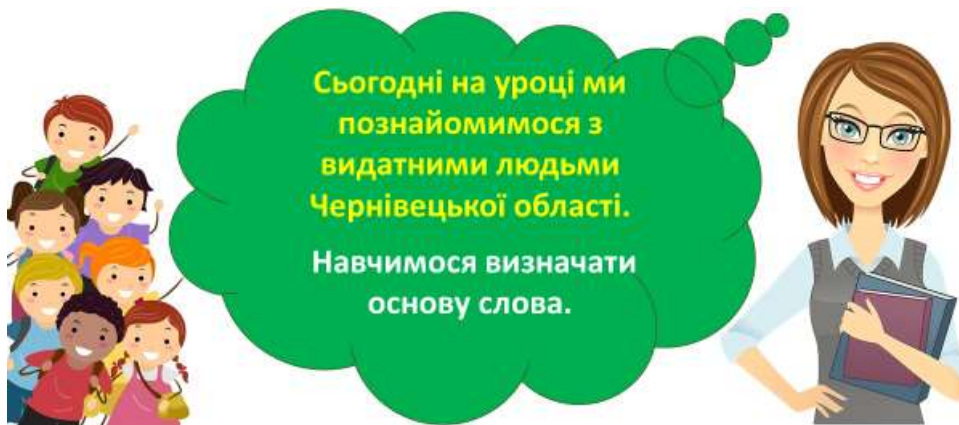 Сьогодні на уроці ми
познайомимося з
видатними людьми
Чернівецької області.
Навчимося визначати
основу слова.